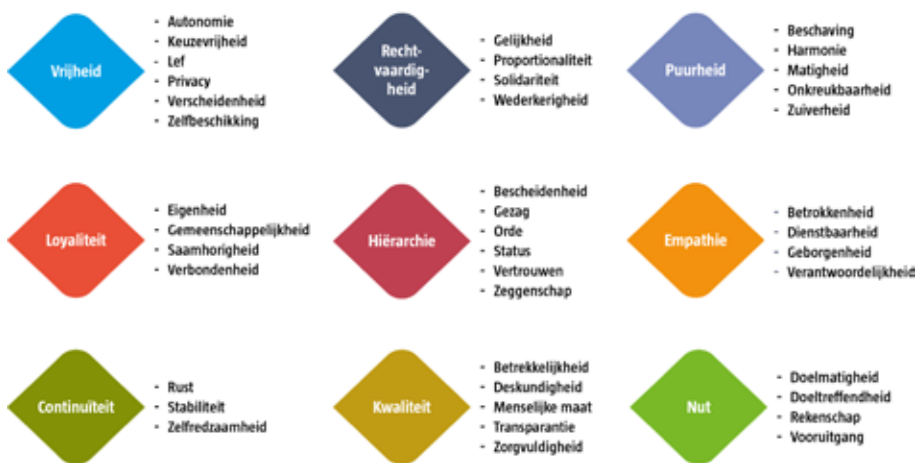 Vrijheid
- Autonomie
- Keuzevrijheid
- Lef
- Privacy
- Verscheidenheid
- Zelfbeschikking
Recht-
vaardig-
heid
- Gelijkheid
- Proportionaliteit
- Solidariteit
- Wederkerigheid
Puurheid
- Beschaving
- Harmonie
- Matigheid
- Onkreukbaarheid
- Zuiverheid
Loyaliteit
- Eigenheid
- Gemeenschappelijkheid
- Saamhorigheid
- Verbondenheid
Hiërarchie
- Bescheidenheid
- Gezag
- Orde
- Status
- Vertrouwen
- Zeggenschap
Empathie
- Betrokkenheid
- Dienstbaarheid
- Geborgenheid
- Verantwoordelijkheid
Continuïteit
- Rust
- Stabiliteit
- Zelfredzaamheid
Kwaliteit
- Betrekkelijkheid
- Deskundigheid
- Menselijke maat
- Transparantie
- Zorgvuldigheid
Nut
- Doelmatigheid
- Doeltreffendheid
- Rekenschap
- Vooruitgang